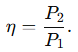 η = P₂/P₁.